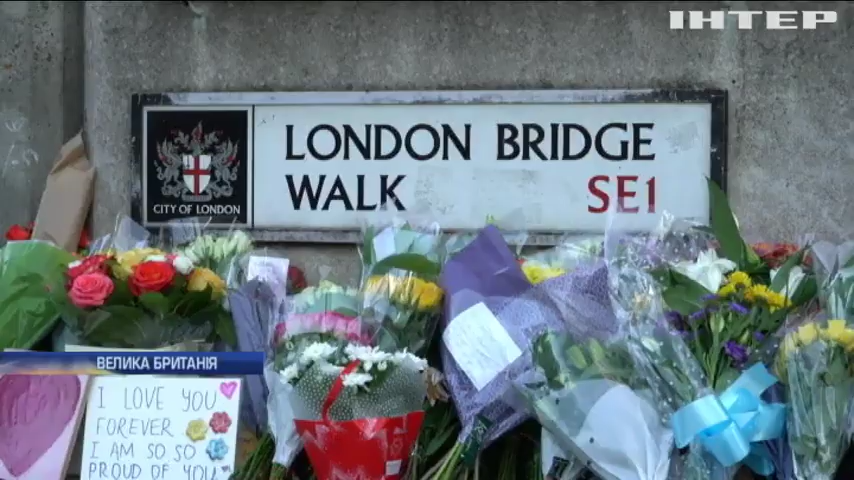 ІНТЕР
LONDON BRIDGE
WALK SE1
CITY OF LONDON
ВЕЛИКА БРИТАНІЯ
I LOVE YOU
FOREVER
I AM SO SO
PROUD OF YOU